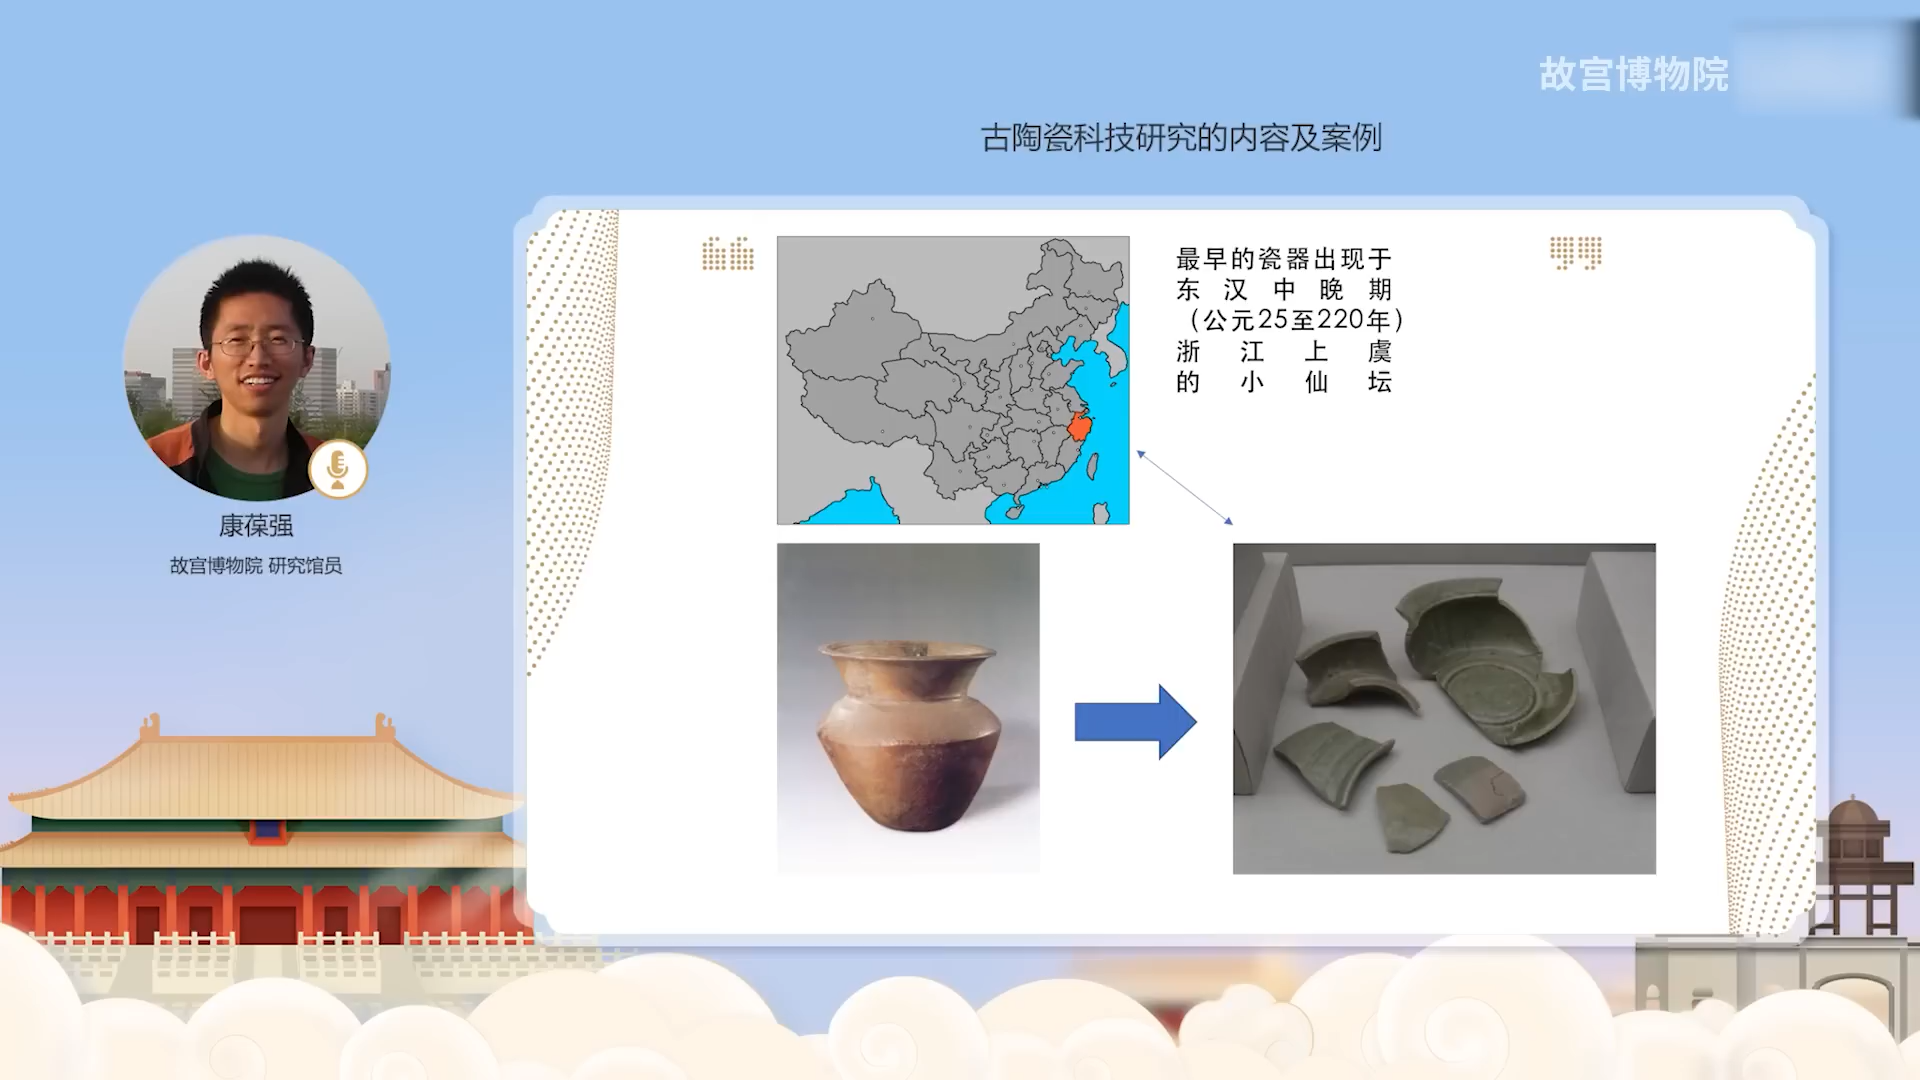 故宫博物院
古陶瓷科技研究的内容及案例
最早的瓷器出现于
东汉中晚期
（公元25至220年）
浙江上虞
的小仙坛
康葆强
故宫博物院 研究馆员